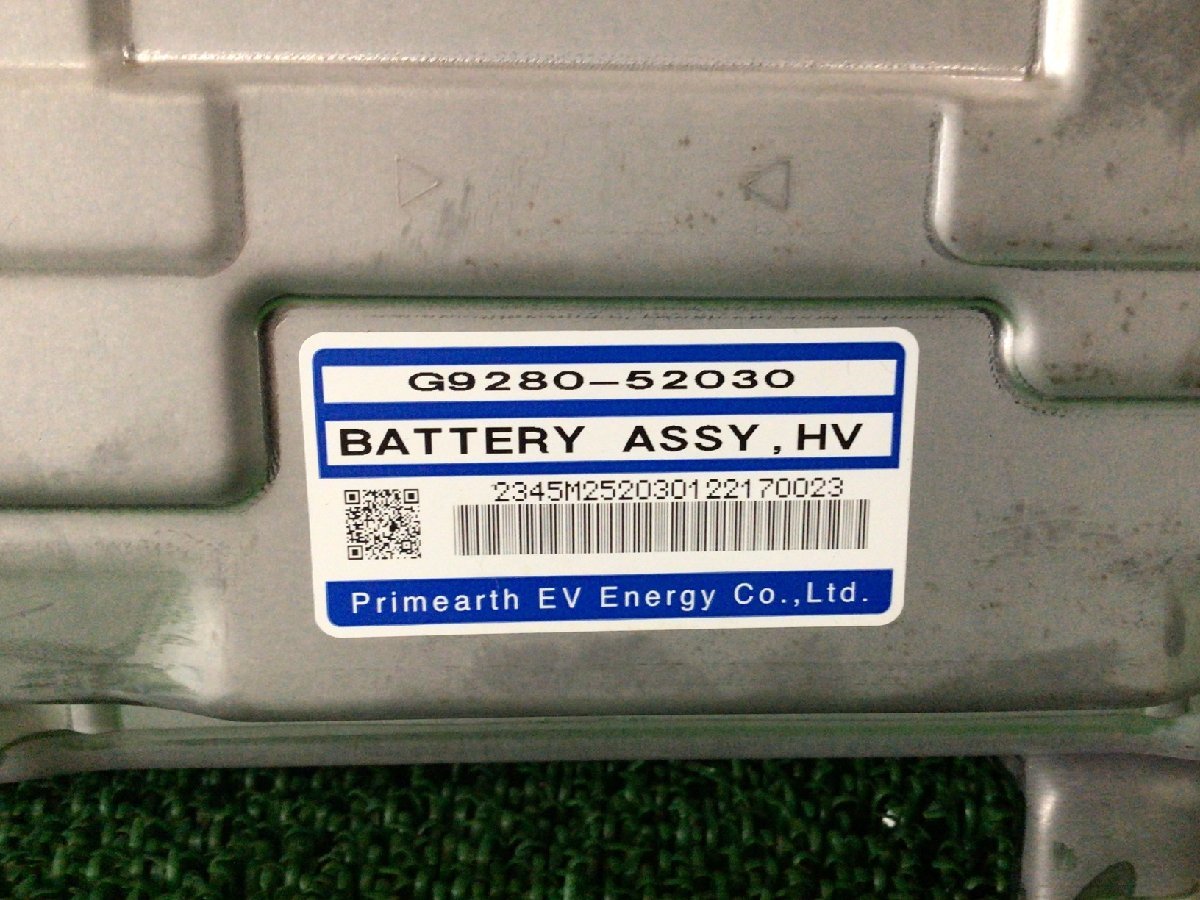 G9280-52030
BATTERY ASSY,HV
2345M252030122170023
Primearth EV Energy Co.,Ltd.